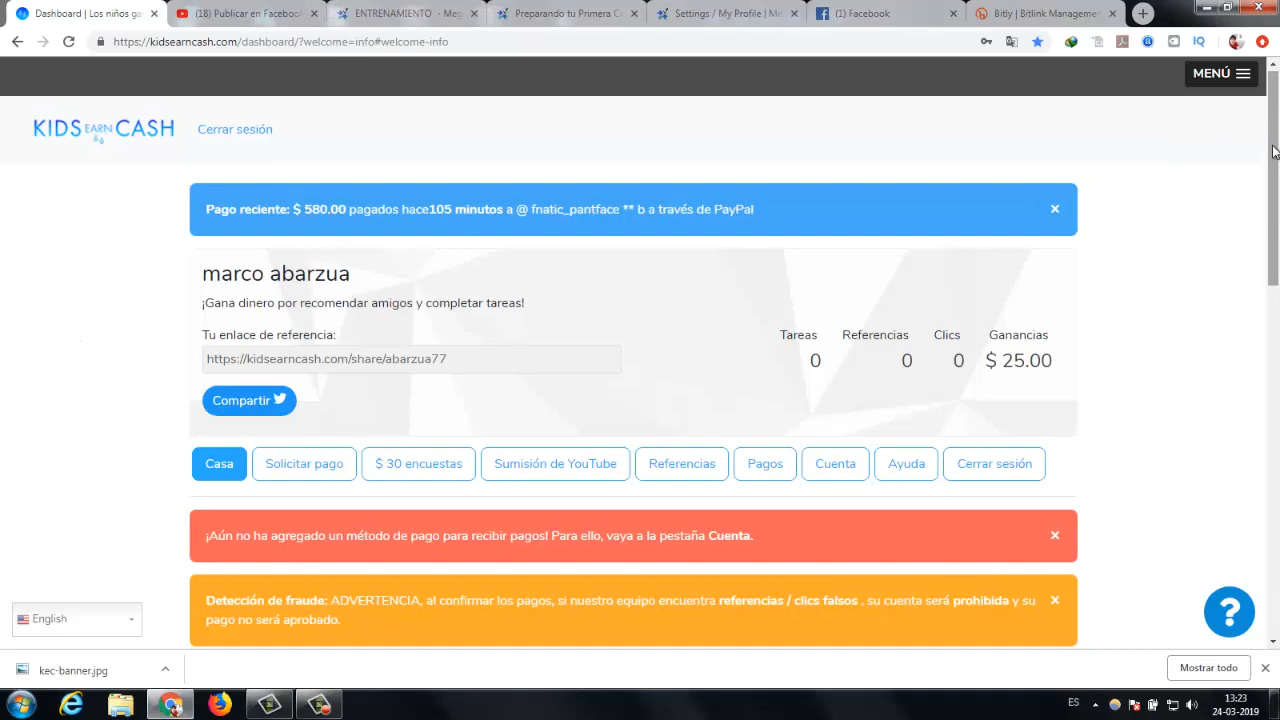 Dashboard | Los niños ga
(18) Publicar en Facebook
ENTRENAMIENTO - Meg
Preparando tu Primera C
Settings / My Profile | Me
(1) Facebook
Bitly | Bitlink Managemen
https://kidsearncash.com/dashboard/?welcome=info#welcome-info
IQ
MENÚ
KIDS EARN CASH
Cerrar sesión
Pago reciente: $ 580.00 pagados hace105 minutos a @ fnatic_pantface ** b a través de PayPal
marco abarzua
¡Gana dinero por recomendar amigos y completar tareas!
Tu enlace de referencia:
https://kidsearncash.com/share/abarzua77
Compartir
Tareas Referencias Clics Ganancias
0 0 0 $ 25.00
Casa Solicitar pago $ 30 encuestas Sumisión de YouTube Referencias Pagos Cuenta Ayuda Cerrar sesión
¡Aún no ha agregado un método de pago para recibir pagos! Para ello, vaya a la pestaña Cuenta.
Detección de fraude: ADVERTENCIA, al confirmar los pagos, si nuestro equipo encuentra referencias / clics falsos , su cuenta será prohibida y su
pago no será aprobado.
English
?
kec-banner.jpg
Mostrar todo
ES
13:23
24-03-2019